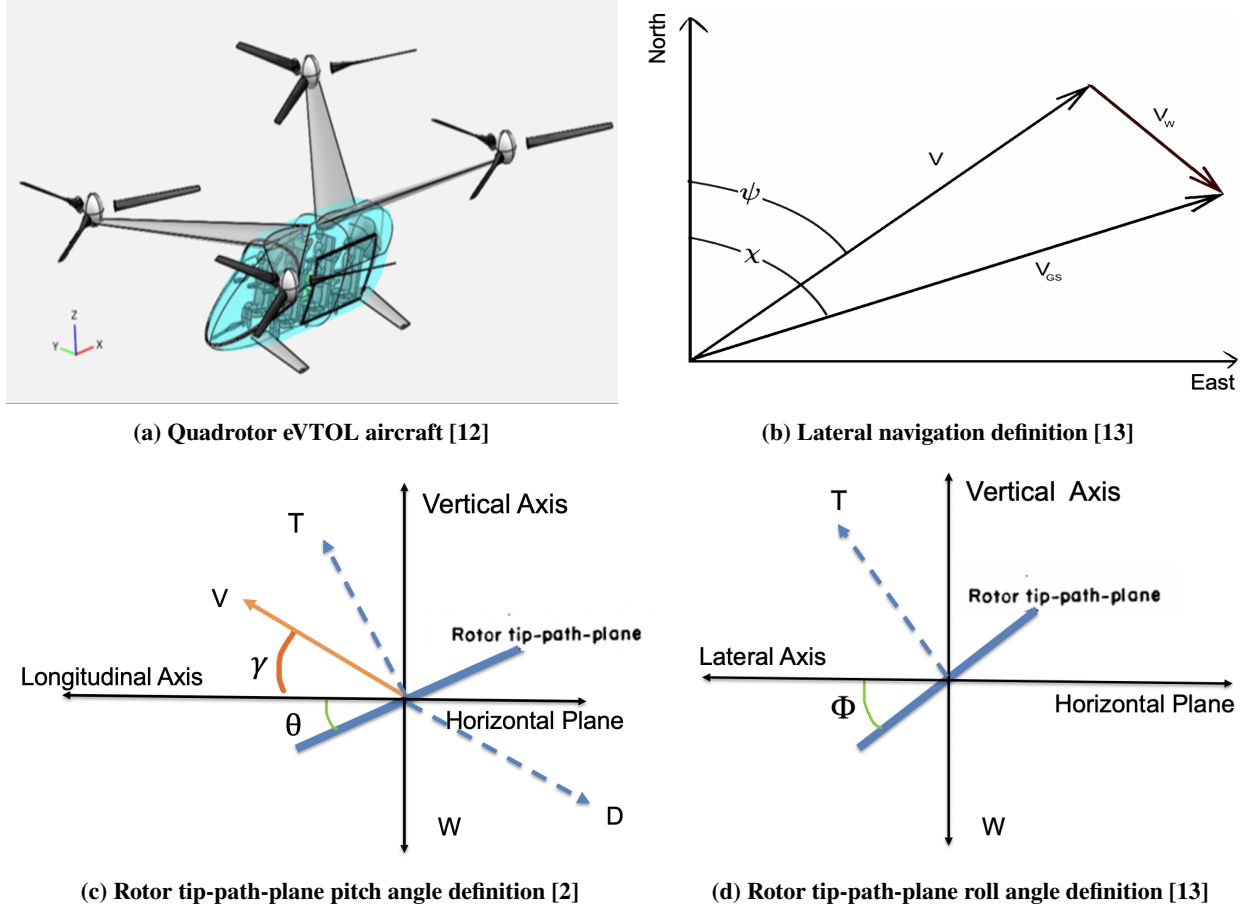 Z
Y
X
(a) Quadrotor eVTOL aircraft [12]
North
V
V_W
ψ
χ
V_GS
East
(b) Lateral navigation definition [13]
Vertical Axis
T
V
Rotor tip-path-plane
γ
Longitudinal Axis
θ
Horizontal Plane
W
D
(c) Rotor tip-path-plane pitch angle definition [2]
T
Vertical Axis
Rotor tip-path-plane
Lateral Axis
Φ
Horizontal Plane
W
(d) Rotor tip-path-plane roll angle definition [13]